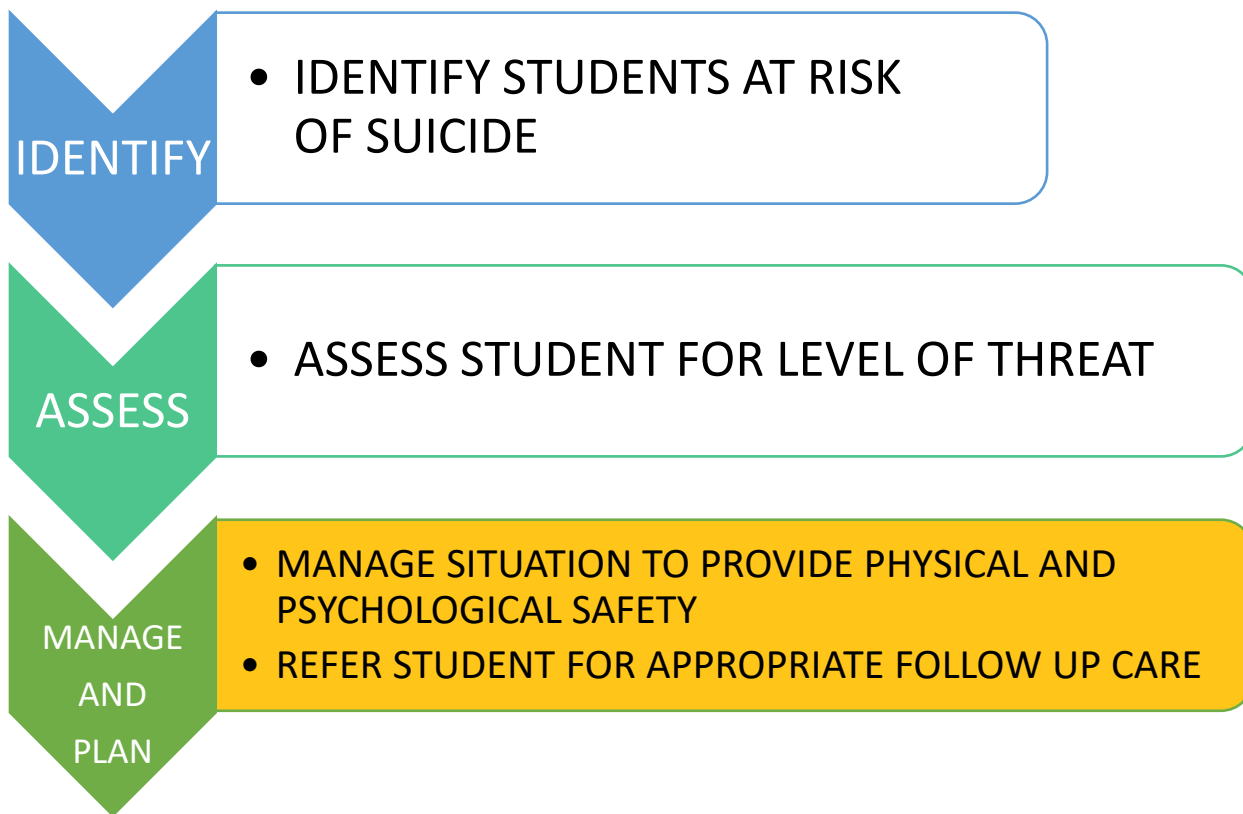 IDENTIFY
• IDENTIFY STUDENTS AT RISK
OF SUICIDE
ASSESS
• ASSESS STUDENT FOR LEVEL OF THREAT
MANAGE
AND
PLAN
• MANAGE SITUATION TO PROVIDE PHYSICAL AND
PSYCHOLOGICAL SAFETY
• REFER STUDENT FOR APPROPRIATE FOLLOW UP CARE